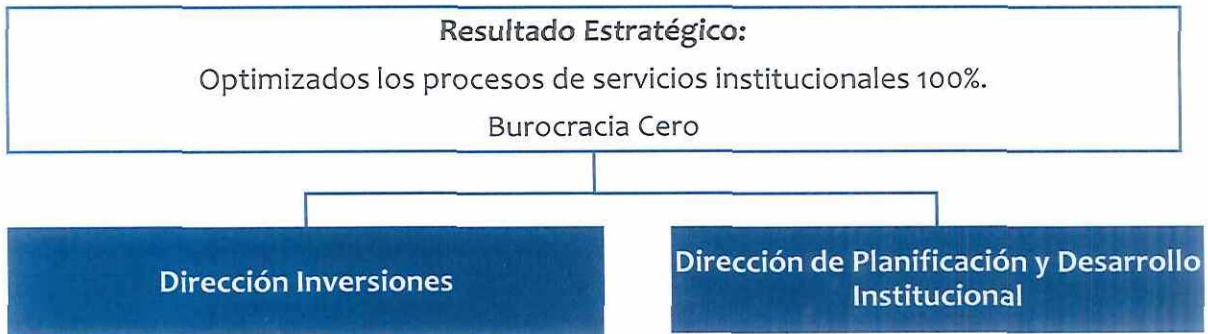 Resultado Estratégico:
Optimizados los procesos de servicios institucionales 100%.
Burocracia Cero
Dirección Inversiones
Dirección de Planificación y Desarrollo
Institucional